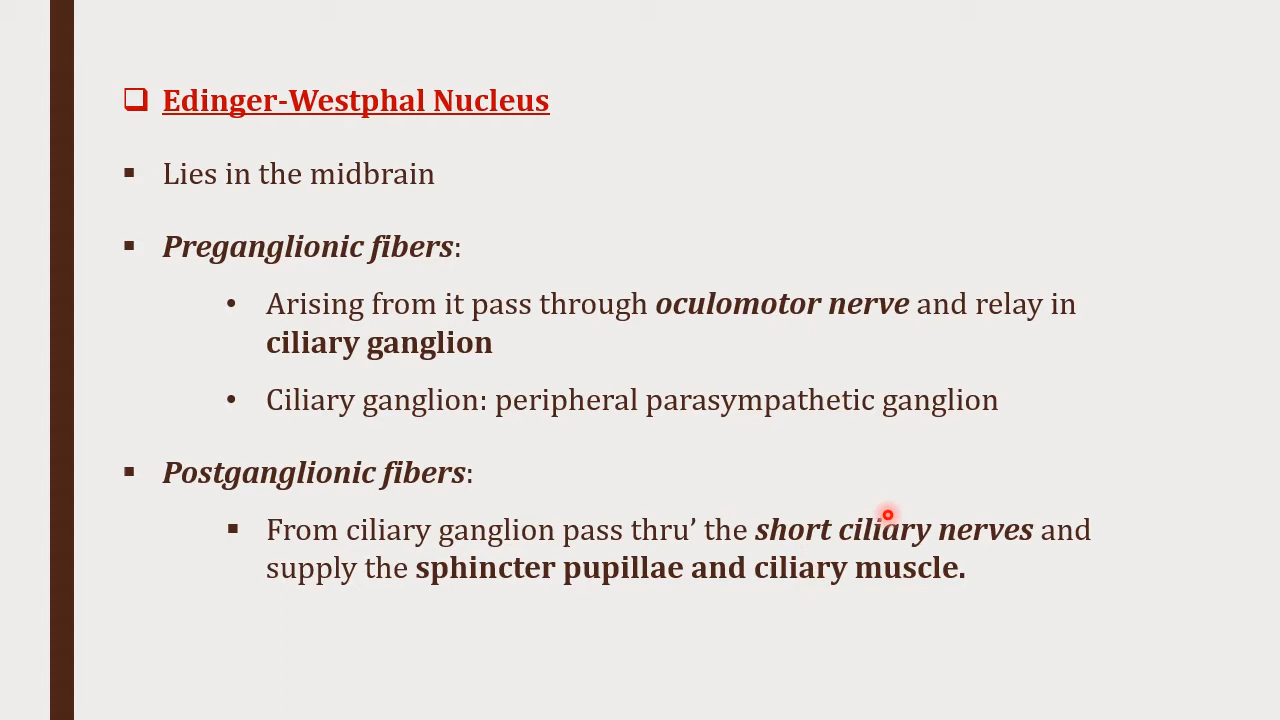 Edinger-Westphal Nucleus
Lies in the midbrain
Preganglionic fibers:
Arising from it pass through oculomotor nerve and relay in
ciliary ganglion
Ciliary ganglion: peripheral parasympathetic ganglion
Postganglionic fibers:
From ciliary ganglion pass thru’ the short ciliary nerves and
supply the sphincter pupillae and ciliary muscle.